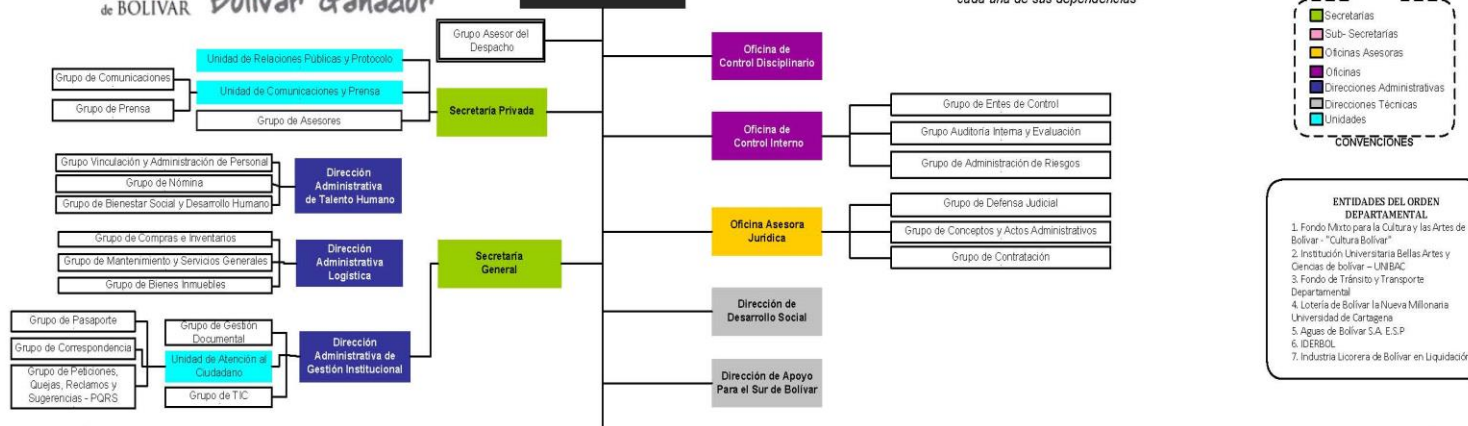 de BOLÍVAR
Bolívar Ganador
cada una de sus dependencias
Grupo Asesor del
Despacho
Unidad de Relaciones Públicas y Protocolo
Grupo de Comunicaciones
Unidad de Comunicaciones y Prensa
Grupo de Prensa
Grupo de Asesores
Secretaría Privada
Grupo Vinculación y Administración de Personal
Grupo de Nómina
Grupo de Bienestar Social y Desarrollo Humano
Dirección
Administrativa
de Talento Humano
Grupo de Compras e Inventarios
Grupo de Mantenimiento y Servicios Generales
Grupo de Bienes Inmuebles
Dirección
Administrativa
Logística
Secretaría
General
Grupo de Pasaporte
Grupo de Correspondencia
Grupo de Peticiones,
Quejas, Reclamos y
Sugerencias - PQRS
Grupo de Gestión
Documental
Unidad de Atención al
Ciudadano
Grupo de TIC
Dirección
Administrativa de
Gestión Institucional
Oficina de
Control Disciplinario
Oficina de
Control Interno
Grupo de Entes de Control
Grupo Auditoría Interna y Evaluación
Grupo de Administración de Riesgos
Oficina Asesora
Jurídica
Grupo de Defensa Judicial
Grupo de Conceptos y Actos Administrativos
Grupo de Contratación
Dirección de
Desarrollo Social
Dirección de Apoyo
Para el Sur de Bolívar
Secretarías
Sub- Secretarías
Oficinas Asesoras
Oficinas
Direcciones Administrativas
Direcciones Técnicas
Unidades
CONVENCIONES
ENTIDADES DEL ORDEN
DEPARTAMENTAL
1. Fondo Mixto para la Cultura y las Artes de
Bolivar - "Cultura Bolívar"
2. Institución Universitaria Bellas Artes y
Ciencias de bolívar – UNIBAC
3. Fondo de Tránsito y Transporte
Departamental
4. Lotería de Bolívar la Nueva Millonaria
Universidad de Cartagena
5. Aguas de Bolívar S.A. E.S.P
6. IDERBOL
7. Industria Licorera de Bolívar en Liquidación